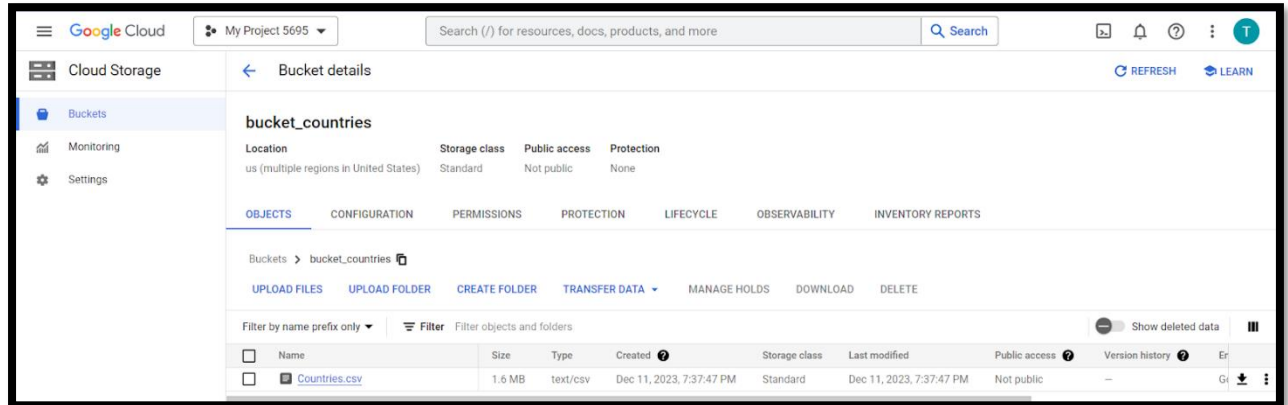 Google Cloud My Project 5695 Search (/) for resources, docs, products, and more Search T
Cloud Storage Bucket details REFRESH LEARN
Buckets
Monitoring
Settings
bucket_countries
Location Storage class Public access Protection
us (multiple regions in United States) Standard Not public None
OBJECTS CONFIGURATION PERMISSIONS PROTECTION LIFECYCLE OBSERVABILITY INVENTORY REPORTS
Buckets > bucket_countries
UPLOAD FILES UPLOAD FOLDER CREATE FOLDER TRANSFER DATA MANAGE HOLDS DOWNLOAD DELETE
Filter by name prefix only Filter Filter objects and folders Show deleted data
Name Size Type Created Storage class Last modified Public access Version history Er
Countries.csv 1.6 MB text/csv Dec 11, 2023, 7:37:47 PM Standard Dec 11, 2023, 7:37:47 PM Not public —